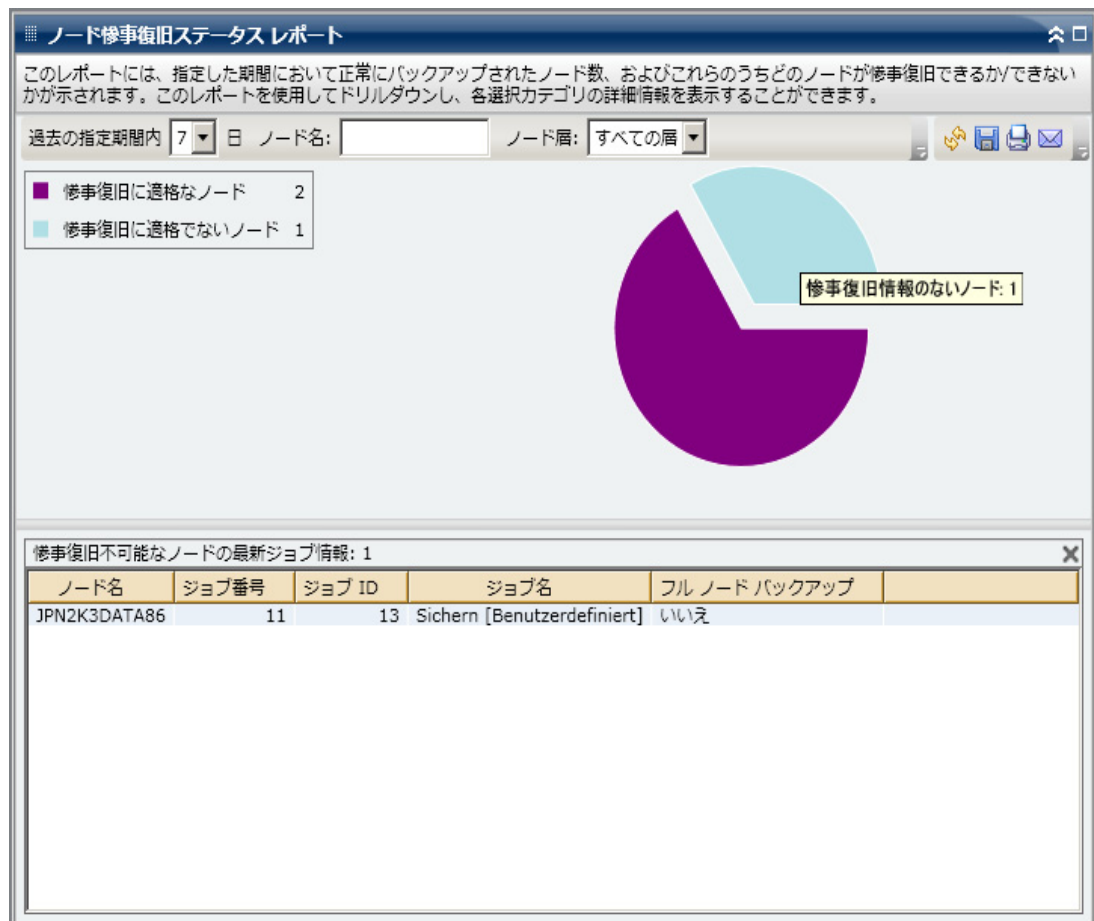 ノード惨事復旧ステータス レポート
このレポートには、指定した期間において正常にバックアップされたノード数、およびこれらのうちどのノードが惨事復旧できるか/できない
かが示されます。このレポートを使用してドリルダウンし、各選択カテゴリの詳細情報を表示することができます。
過去の指定期間内 7 日 ノード名: ノード層: すべての層
惨事復旧に適格なノード 2
惨事復旧に適格でないノード 1
惨事復旧情報のないノード: 1
惨事復旧不可能なノードの最新ジョブ情報: 1
ノード名 ジョブ番号 ジョブ ID ジョブ名 フル ノード バックアップ
JPN2K3DATA86 11 13 Sichern [Benutzerdefiniert] いいえ